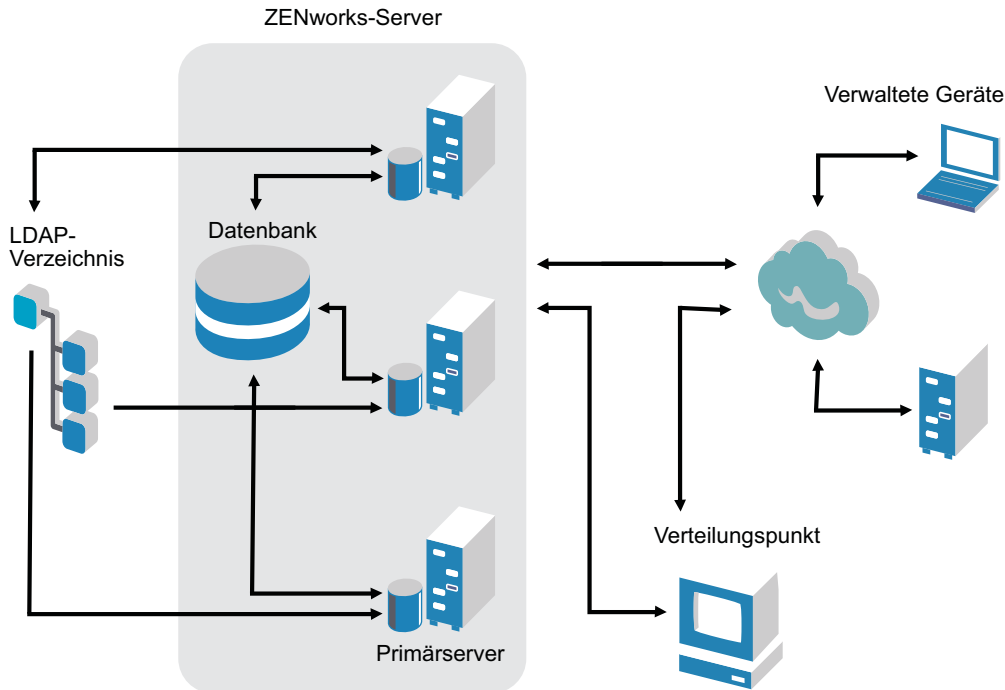 ZENworks-Server
Verwaltete Geräte
LDAP-
Verzeichnis
Datenbank
Verteilungspunkt
Primärserver